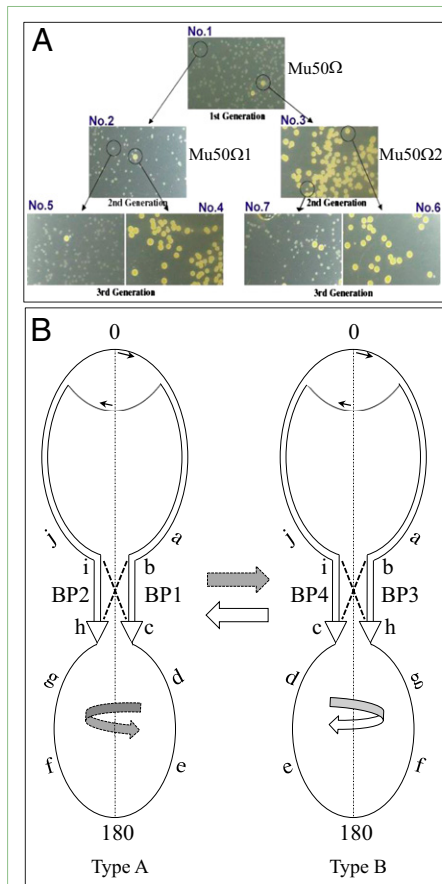 A
No.1
Mu50Ω
1st Generation
No.2
No.3
Mu50Ω1
Mu50Ω2
2nd Generation
2nd Generation
No.5
No.4
No.7
No.6
3rd Generation
3rd Generation
B
0
0
j
a
j
a
i
b
i
b
BP2
BP1
BP4
BP3
h
c
c
h
g
d
d
g
f
e
e
f
180
180
Type A
Type B